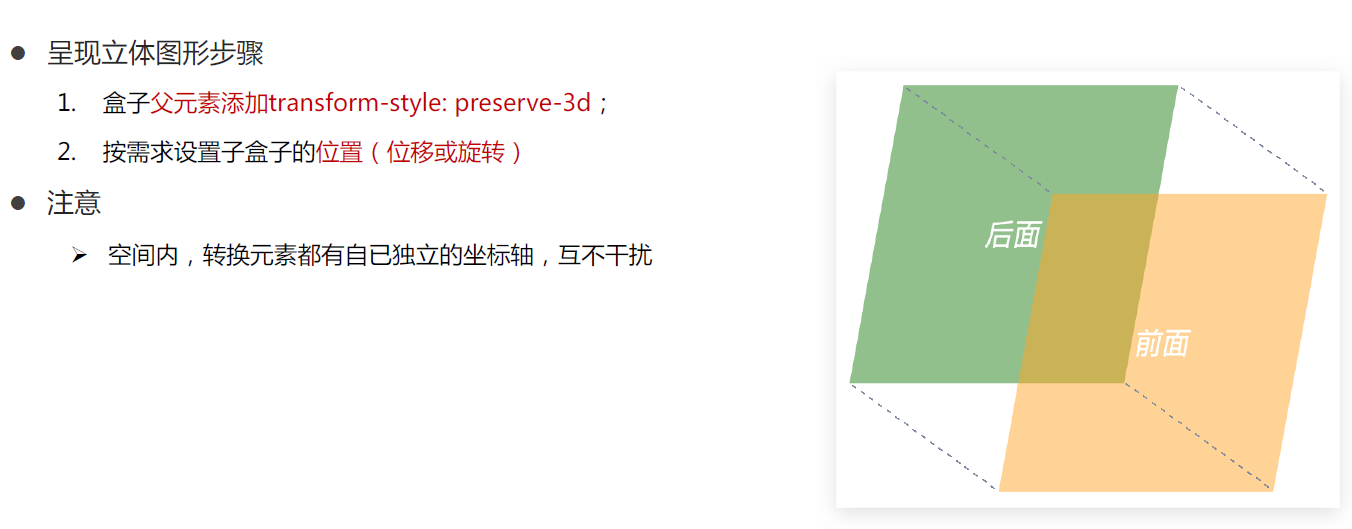 ● 呈现立体图形步骤
1. 盒子父元素添加transform-style: preserve-3d；
2. 按需求设置子盒子的位置（位移或旋转）
● 注意
➢ 空间内，转换元素都有自已独立的坐标轴，互不干扰
后面
前面